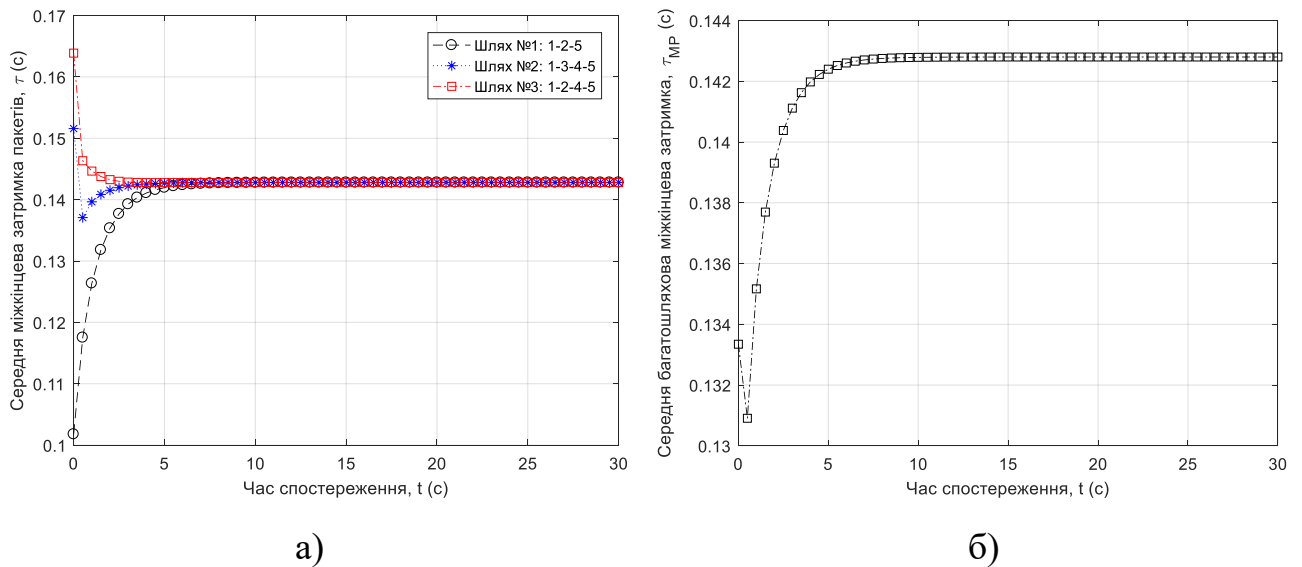 0.17
0.16
0.15
0.14
0.13
0.12
0.11
0.1
Середня міжкінцева затримка пакетів, τ (с)
Шлях №1: 1-2-5
Шлях №2: 1-3-4-5
Шлях №3: 1-2-4-5
0 5 10 15 20 25 30
Час спостереження, t (с)
а)
0.144
0.142
0.14
0.138
0.136
0.134
0.132
0.13
Середня багатошляхова міжкінцева затримка, τMP (с)
0 5 10 15 20 25 30
Час спостереження, t (с)
б)